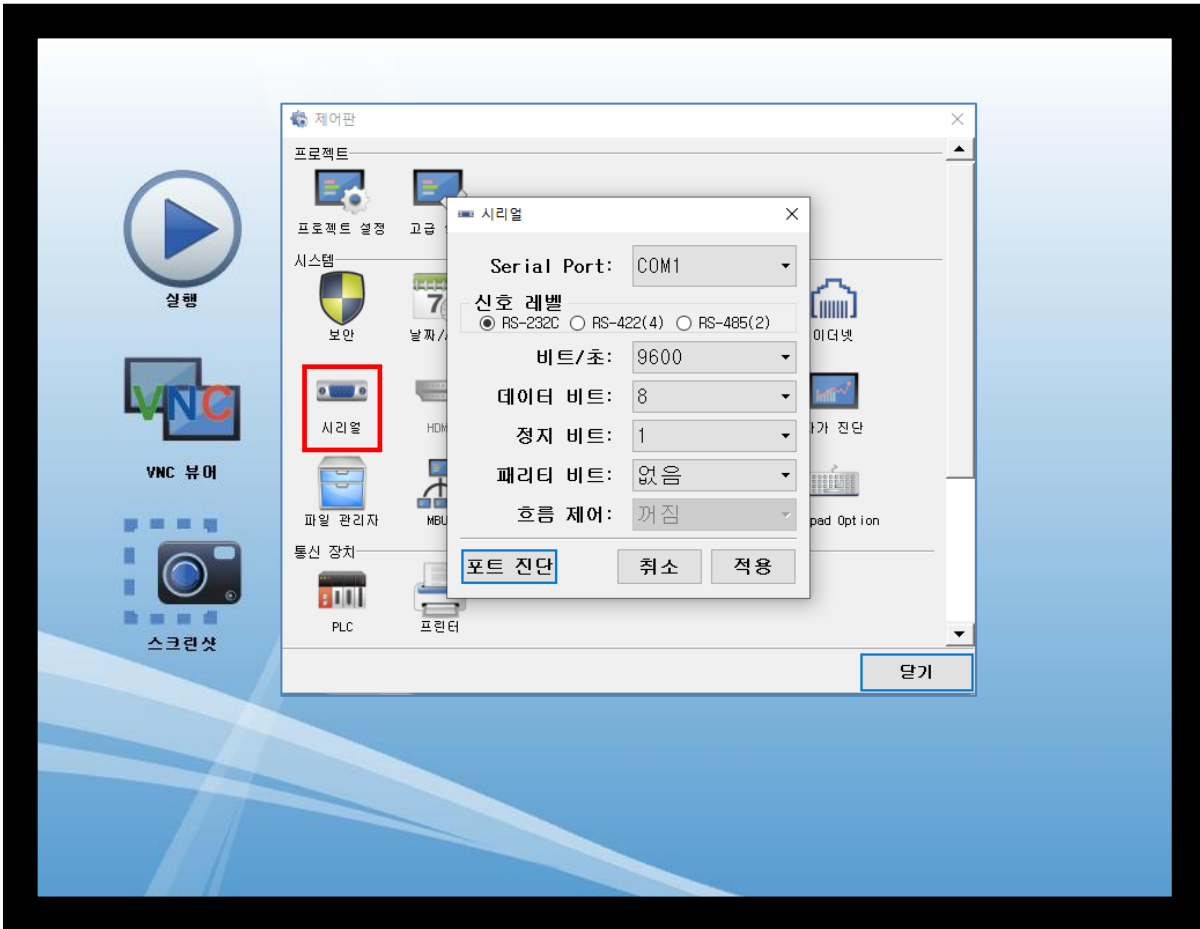 제어판
프로젝트
프로젝트 설정
고급
시스템
보안
날짜/
이더넷
시리얼
HDM
가 진단
파일 관리자
MBU
pad Option
통신 장치
PLC
프린터
닫기
시리얼
Serial Port: COM1
신호 레벨
RS-232C RS-422(4) RS-485(2)
비트/초: 9600
데이터 비트: 8
정지 비트: 1
패리티 비트: 없음
흐름 제어: 꺼짐
포트 진단 취소 적용
실행
VNC
VNC 뷰어
스크린샷
7